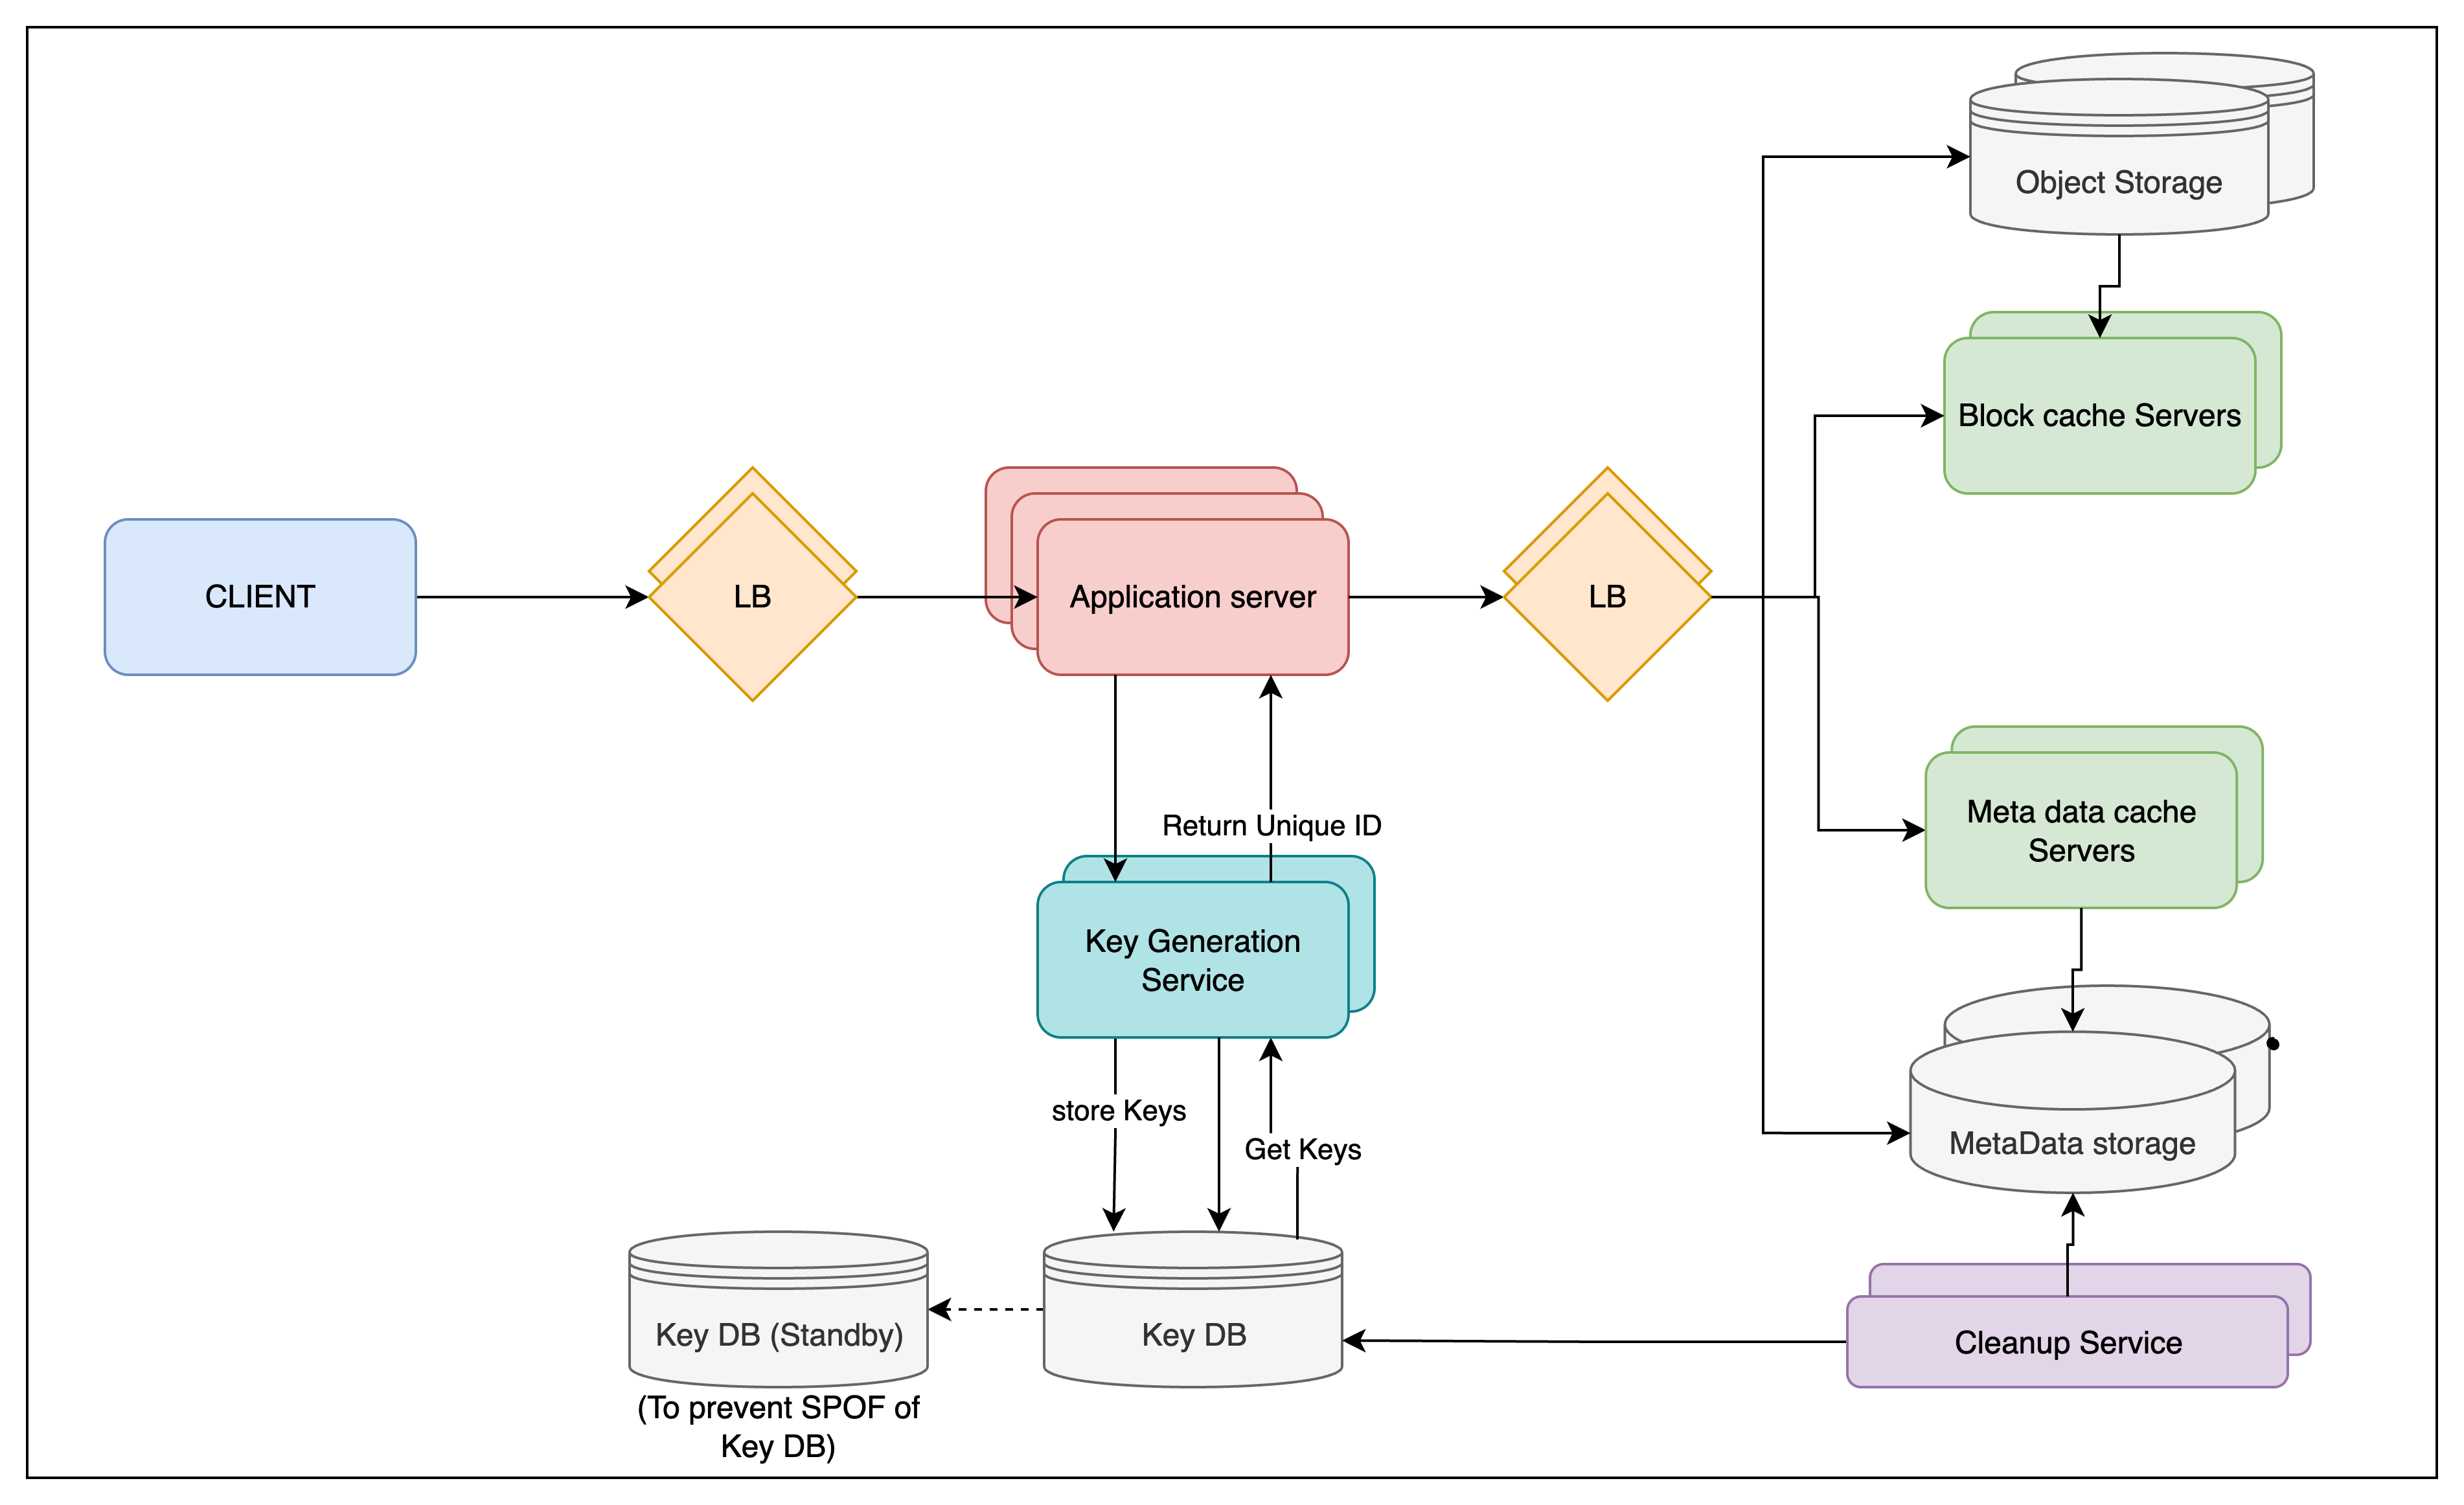 Object Storage
Block cache Servers
CLIENT
LB
Application server
LB
Return Unique ID
Meta data cache
Servers
Key Generation
Service
store Keys
Get Keys
MetaData storage
Key DB (Standby)
Key DB
Cleanup Service
(To prevent SPOF of
Key DB)